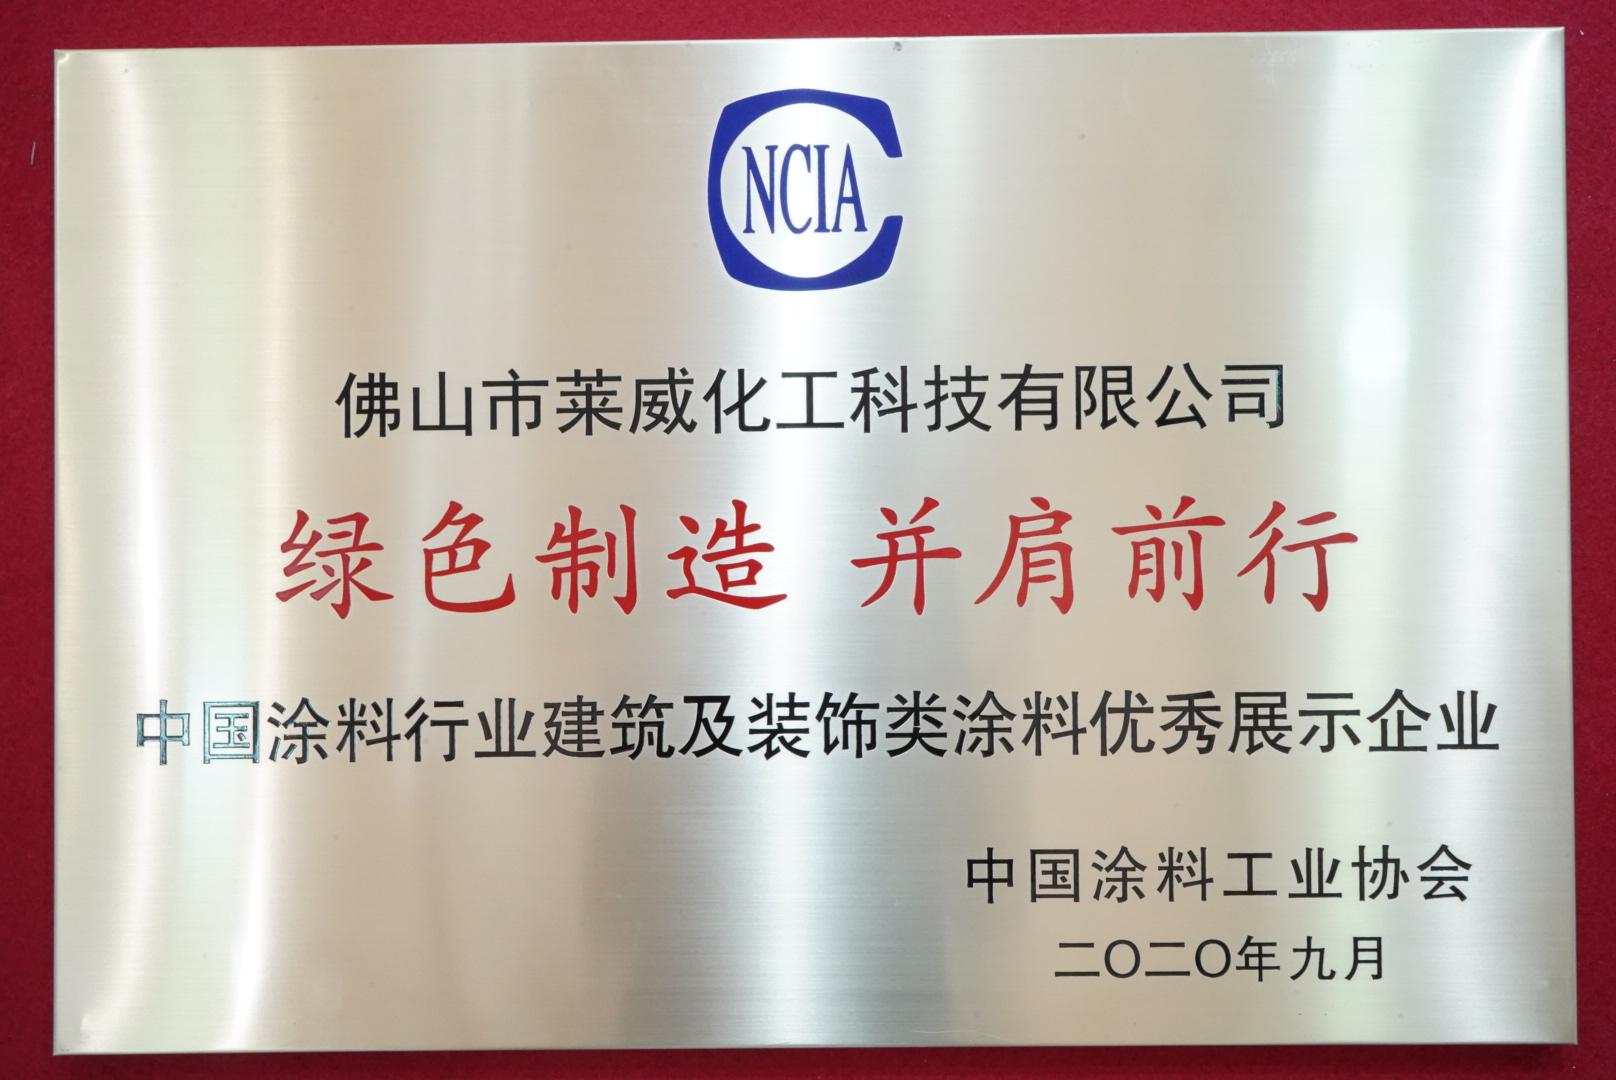 NCIA
佛山市莱威化工科技有限公司
绿色制造 并肩前行
中国涂料行业建筑及装饰类涂料优秀展示企业
中国涂料工业协会
二〇二〇年九月